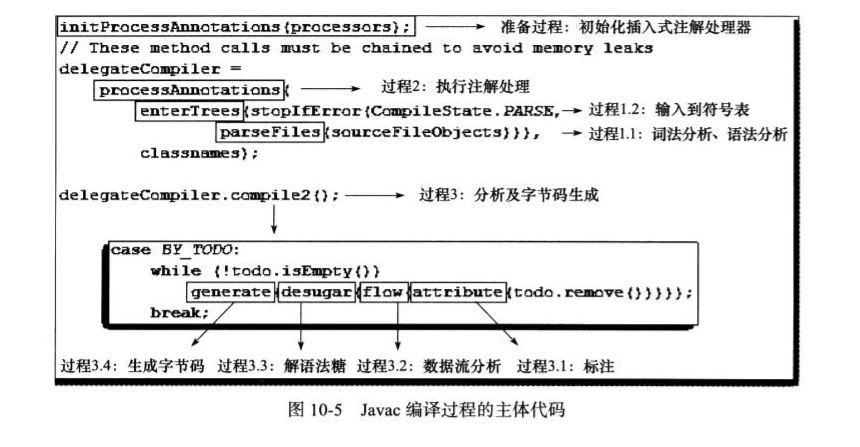 initProcessAnnotations(processors); 准备过程：初始化插入式注解处理器
// These method calls must be chained to avoid memory leaks
delegateCompiler =
processAnnotations( 过程2：执行注解处理
enterTrees(stopIfError(CompileState.PARSE, 过程1.2：输入到符号表
parseFiles(sourceFileObjects))), 过程1.1：词法分析、语法分析
classnames);
delegateCompiler.compile2(); 过程3：分析及字节码生成
case BY_TODO:
while (!todo.isEmpty())
generate(desugar(flow(attribute(todo.remove()))));
break;
过程3.4：生成字节码 过程3.3：解语法糖 过程3.2：数据流分析 过程3.1：标注
图 10-5 Javac 编译过程的主体代码